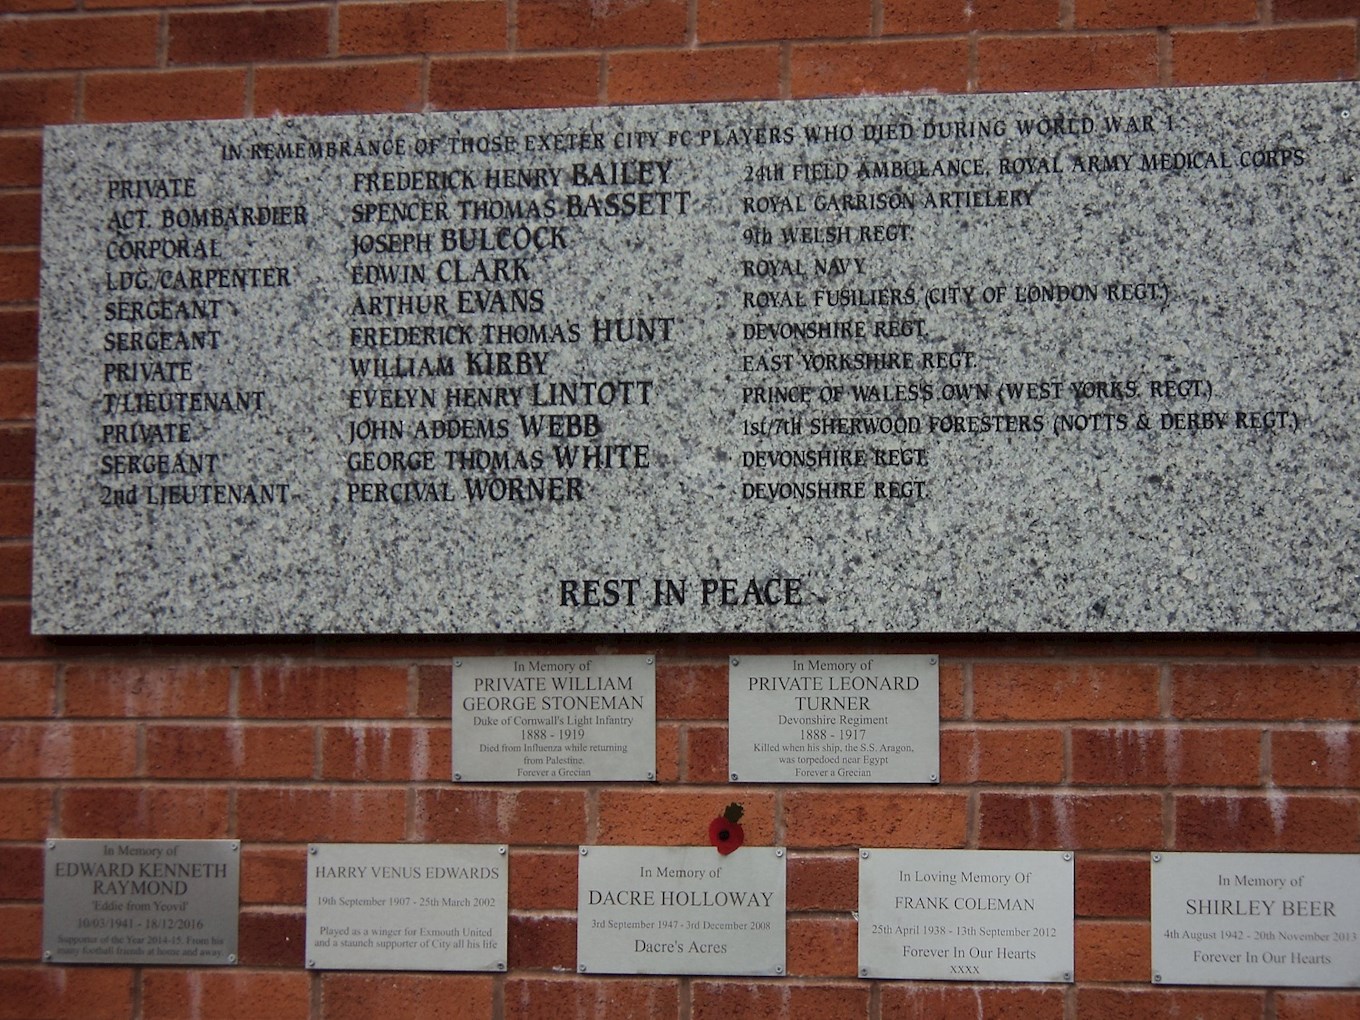 IN REMEMBRANCE OF THOSE EXETER CITY FC PLAYERS WHO DIED DURING WORLD WAR 1
PRIVATE FREDERICK HENRY BAILEY 24th FIELD AMBULANCE, ROYAL ARMY MEDICAL CORPS
ACT. BOMBARDIER SPENCER THOMAS BASSETT ROYAL GARRISON ARTIELERY
CORPORAL JOSEPH BULCOCK 9th WELSH REGT.
LDG./CARPENTER EDWIN CLARK ROYAL NAVY
SERGEANT ARTHUR EVANS ROYAL FUSILIERS (CITY OF LONDON REGT.)
SERGEANT FREDERICK THOMAS HUNT DEVONSHIRE REGT.
PRIVATE WILLIAM KIRBY EAST YORKSHIRE REGT.
T/LIEUTENANT EVELYN HENRY LINTOTT PRINCE OF WALES'S OWN (WEST YORKS. REGT.)
PRIVATE JOHN ADDEMS WEBB 1st/7th SHERWOOD FORESTERS (NOTTS & DERBY REGT.)
SERGEANT GEORGE THOMAS WHITE DEVONSHIRE REGT.
2nd LIEUTENANT PERCIVAL WORNER DEVONSHIRE REGT.
REST IN PEACE
In Memory of
PRIVATE WILLIAM
GEORGE STONEMAN
Duke of Cornwall's Light Infantry
1888 - 1919
Died from Influenza while returning
from Palestine.
Forever a Grecian
In Memory of
PRIVATE LEONARD
TURNER
Devonshire Regiment
1888 - 1917
Killed when his ship, the S.S. Aragon,
was torpedoed near Egypt
Forever a Grecian
In Memory of
EDWARD KENNETH
RAYMOND
'Eddie from Yeovil'
10/03/1941 - 18/12/2016
Supporter of the Year 2014-15. From his
many football friends at home and away.
HARRY VENUS EDWARDS
19th September 1907 - 25th March 2002
Played as a winger for Exmouth United
and a staunch supporter of City all his life
In Memory of
DACRE HOLLOWAY
3rd September 1947 - 3rd December 2008
Dacre's Acres
In Loving Memory Of
FRANK COLEMAN
25th April 1938 - 13th September 2012
Forever In Our Hearts
xxxx
In Memory of
SHIRLEY BEER
4th August 1942 - 20th November 2013
Forever In Our Hearts